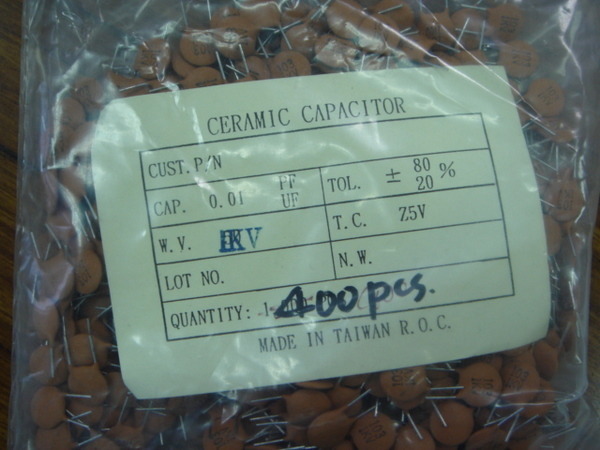 CERAMIC CAPACITOR
CUST. P/N
CAP. 0.01 PF UF
TOL. ± 80 20 %
W.V. KV
T.C. Z5V
LOT NO.
N.W.
QUANTITY: 400pcs.
MADE IN TAIWAN R.O.C.